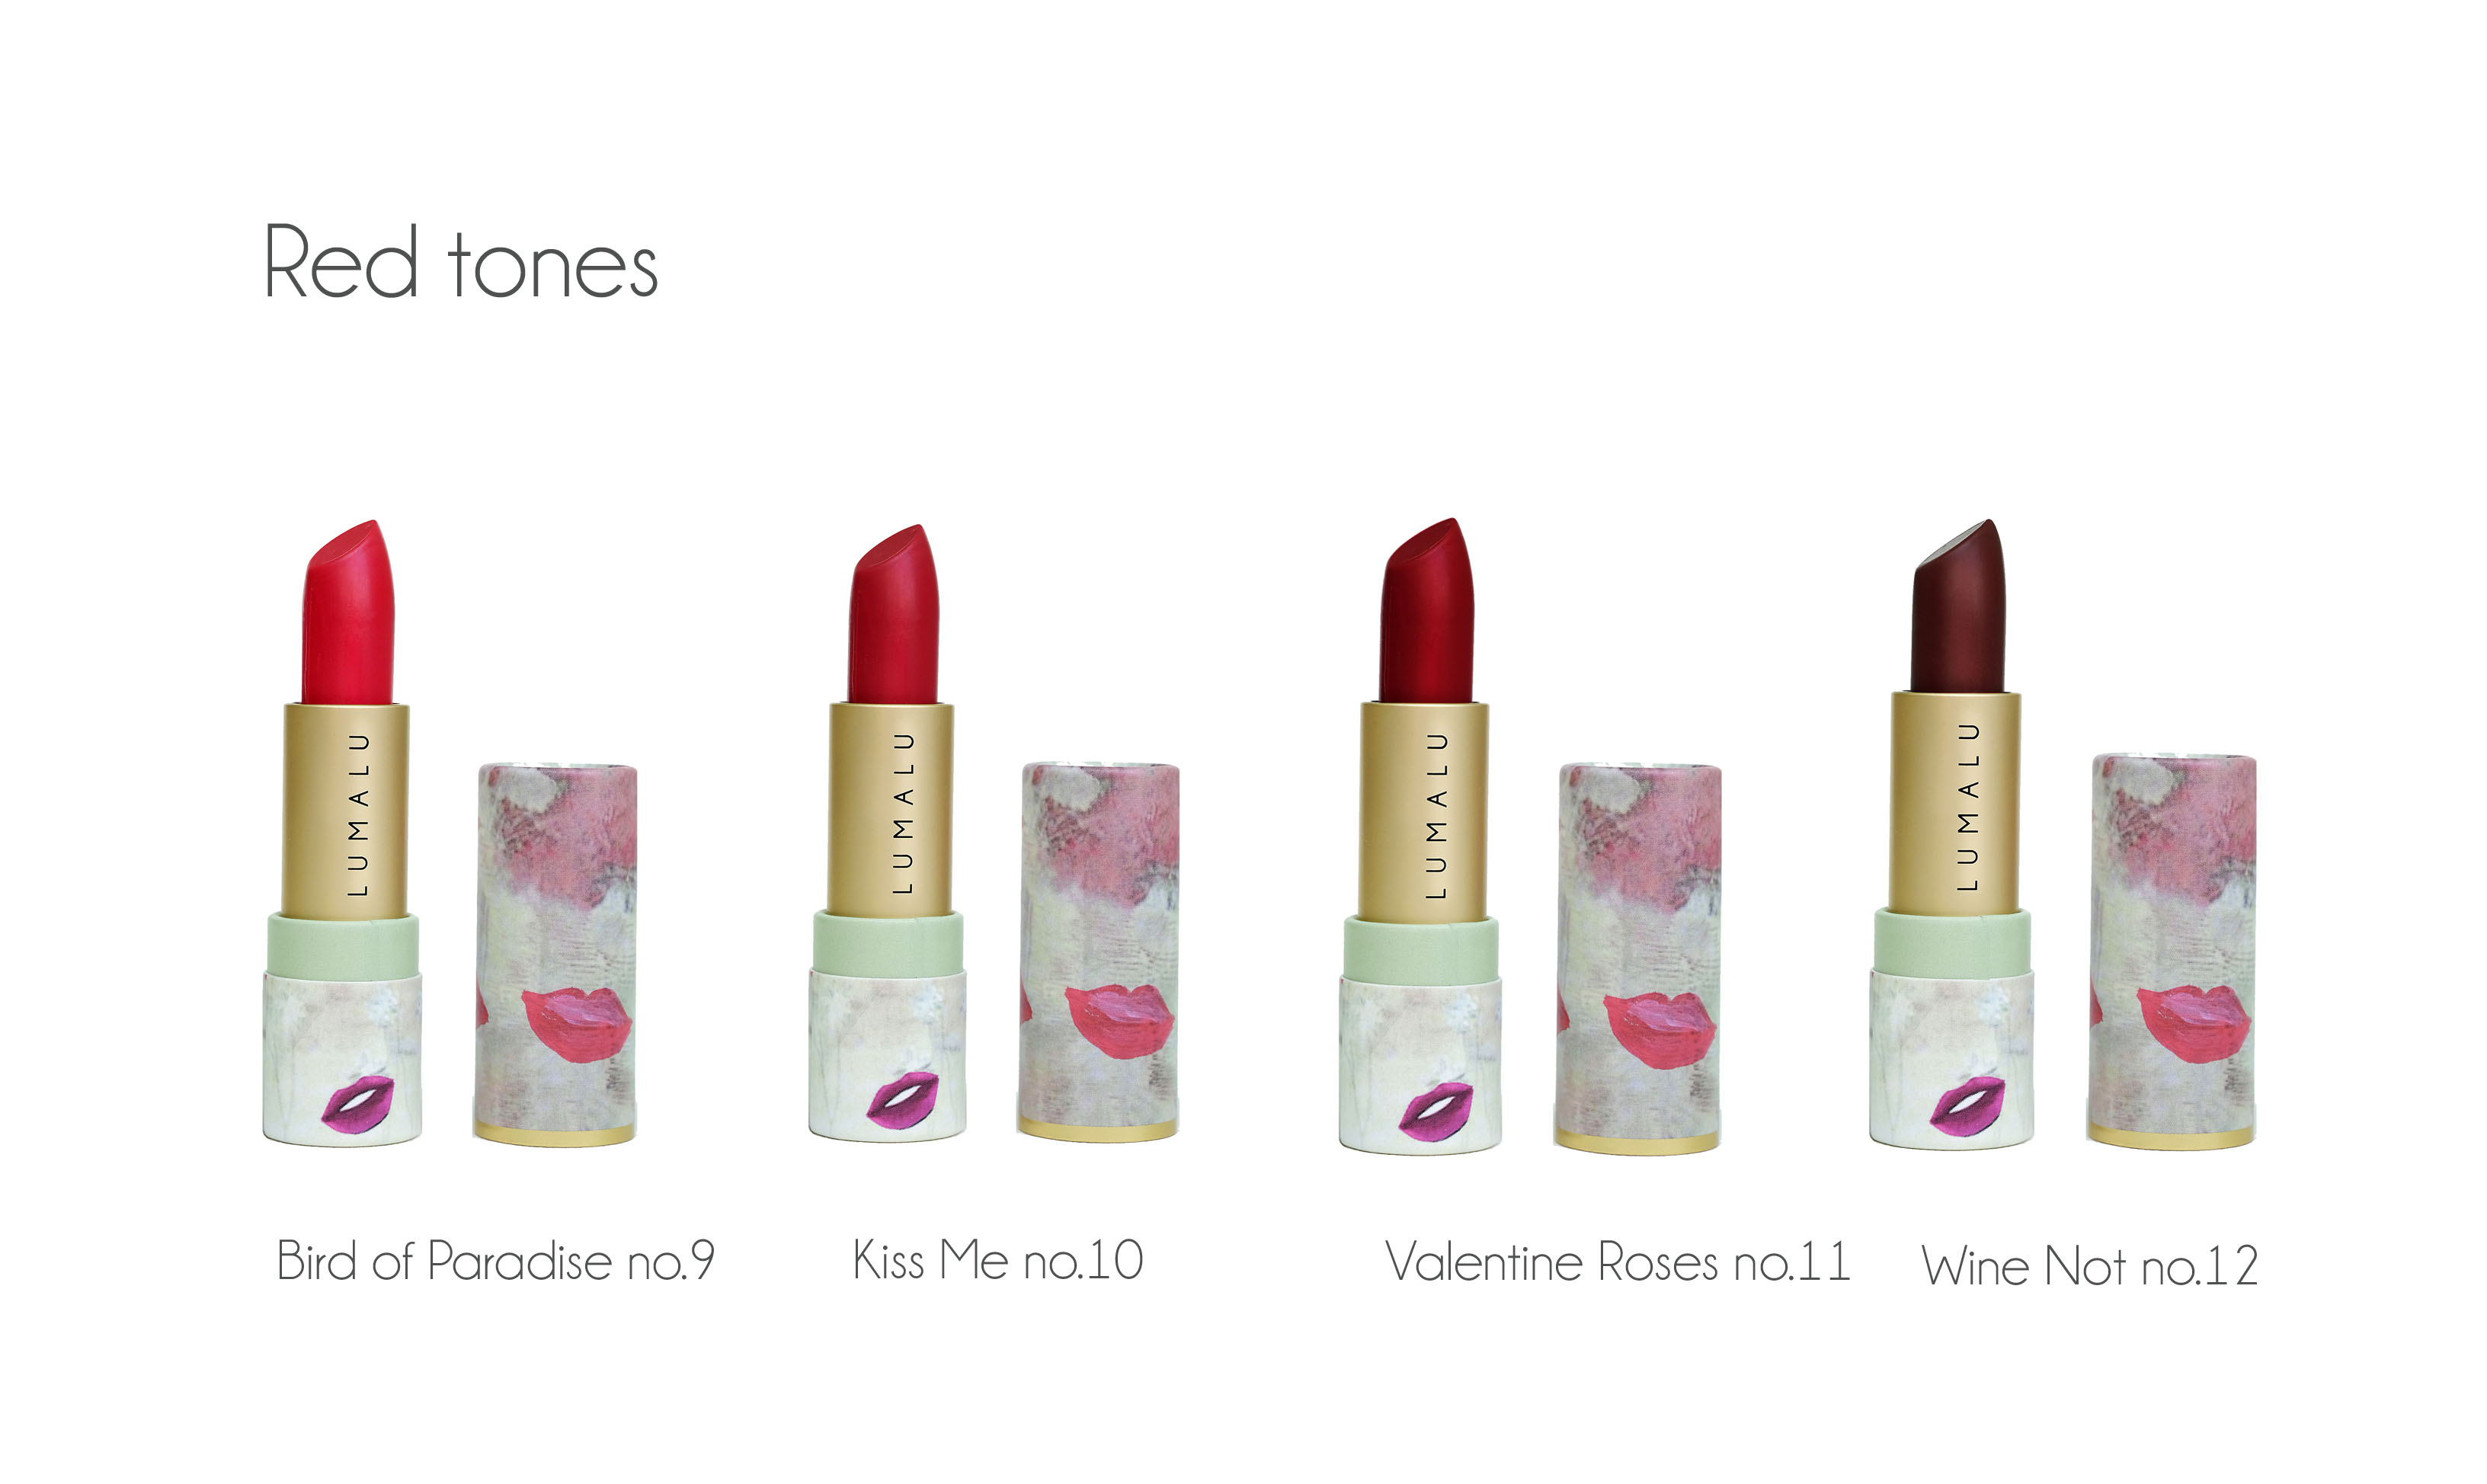 Red tones
LUMALU
LUMALU
LUMALU
LUMALU
Bird of Paradise no.9
Kiss Me no.10
Valentine Roses no.11
Wine Not no.12